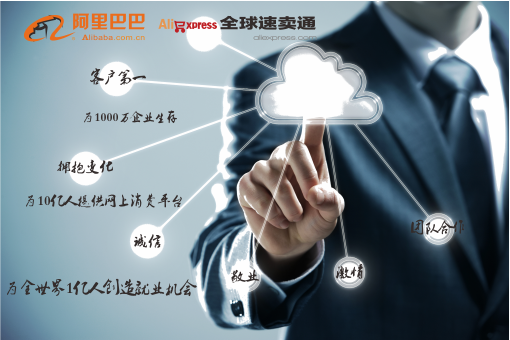 阿里巴巴
Alibaba.com.cn
AliExpress 全球速卖通
aliexpress.com
客户第一
为1000万企业生存
拥抱变化
为10亿人提供网上消费平台
诚信
团队合作
敬业
激情
为全世界1亿人创造就业机会